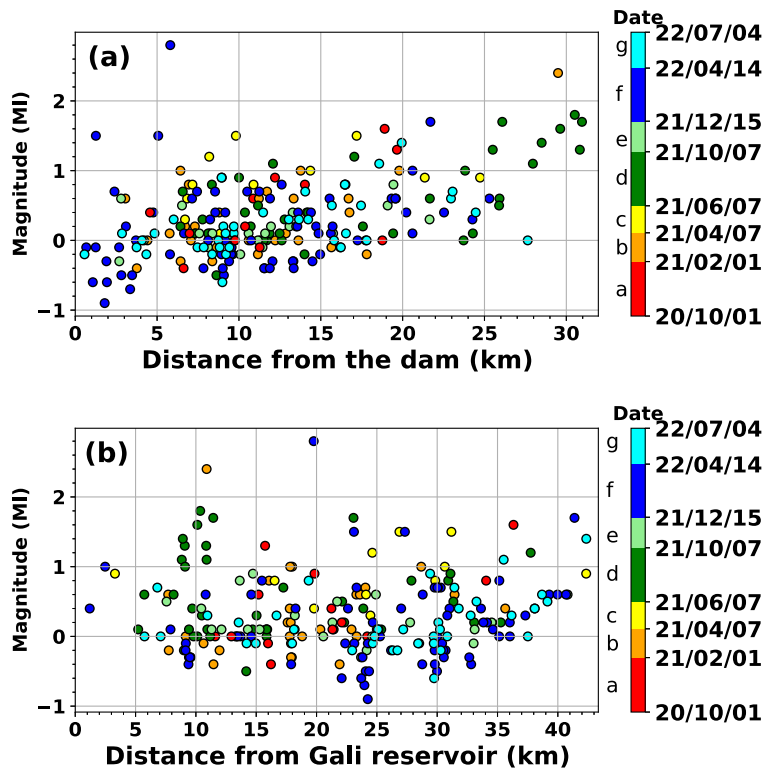 (a)
Magnitude (Ml)
2
1
0
−1
0 5 10 15 20 25 30
Distance from the dam (km)
Date
g
f
e
d
c
b
a
22/07/04
22/04/14
21/12/15
21/10/07
21/06/07
21/04/07
21/02/01
20/10/01
(b)
Magnitude (Ml)
2
1
0
−1
0 5 10 15 20 25 30 35 40
Distance from Gali reservoir (km)
Date
g
f
e
d
c
b
a
22/07/04
22/04/14
21/12/15
21/10/07
21/06/07
21/04/07
21/02/01
20/10/01